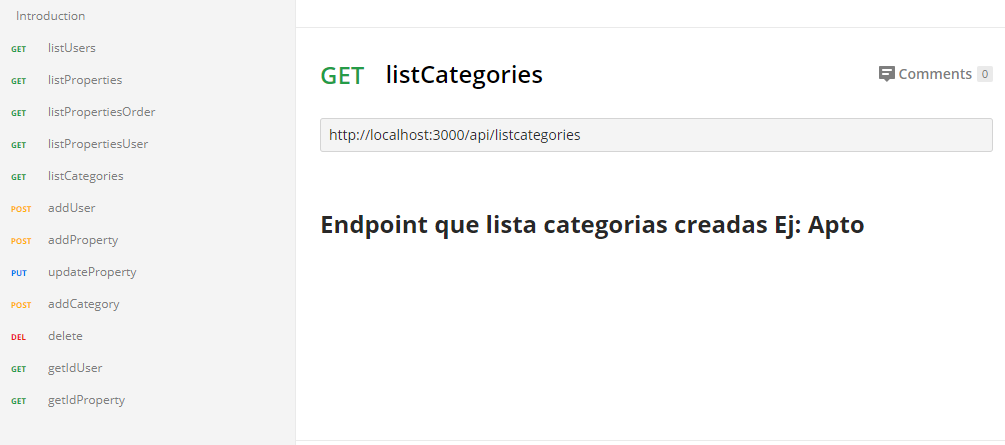 Introduction
GET listUsers
GET listProperties
GET listPropertiesOrder
GET listPropertiesUser
GET listCategories
POST addUser
POST addProperty
PUT updateProperty
POST addCategory
DEL delete
GET getIdUser
GET getIdProperty
GET listCategories
Comments 0
http://localhost:3000/api/listcategories
Endpoint que lista categorias creadas Ej: Apto